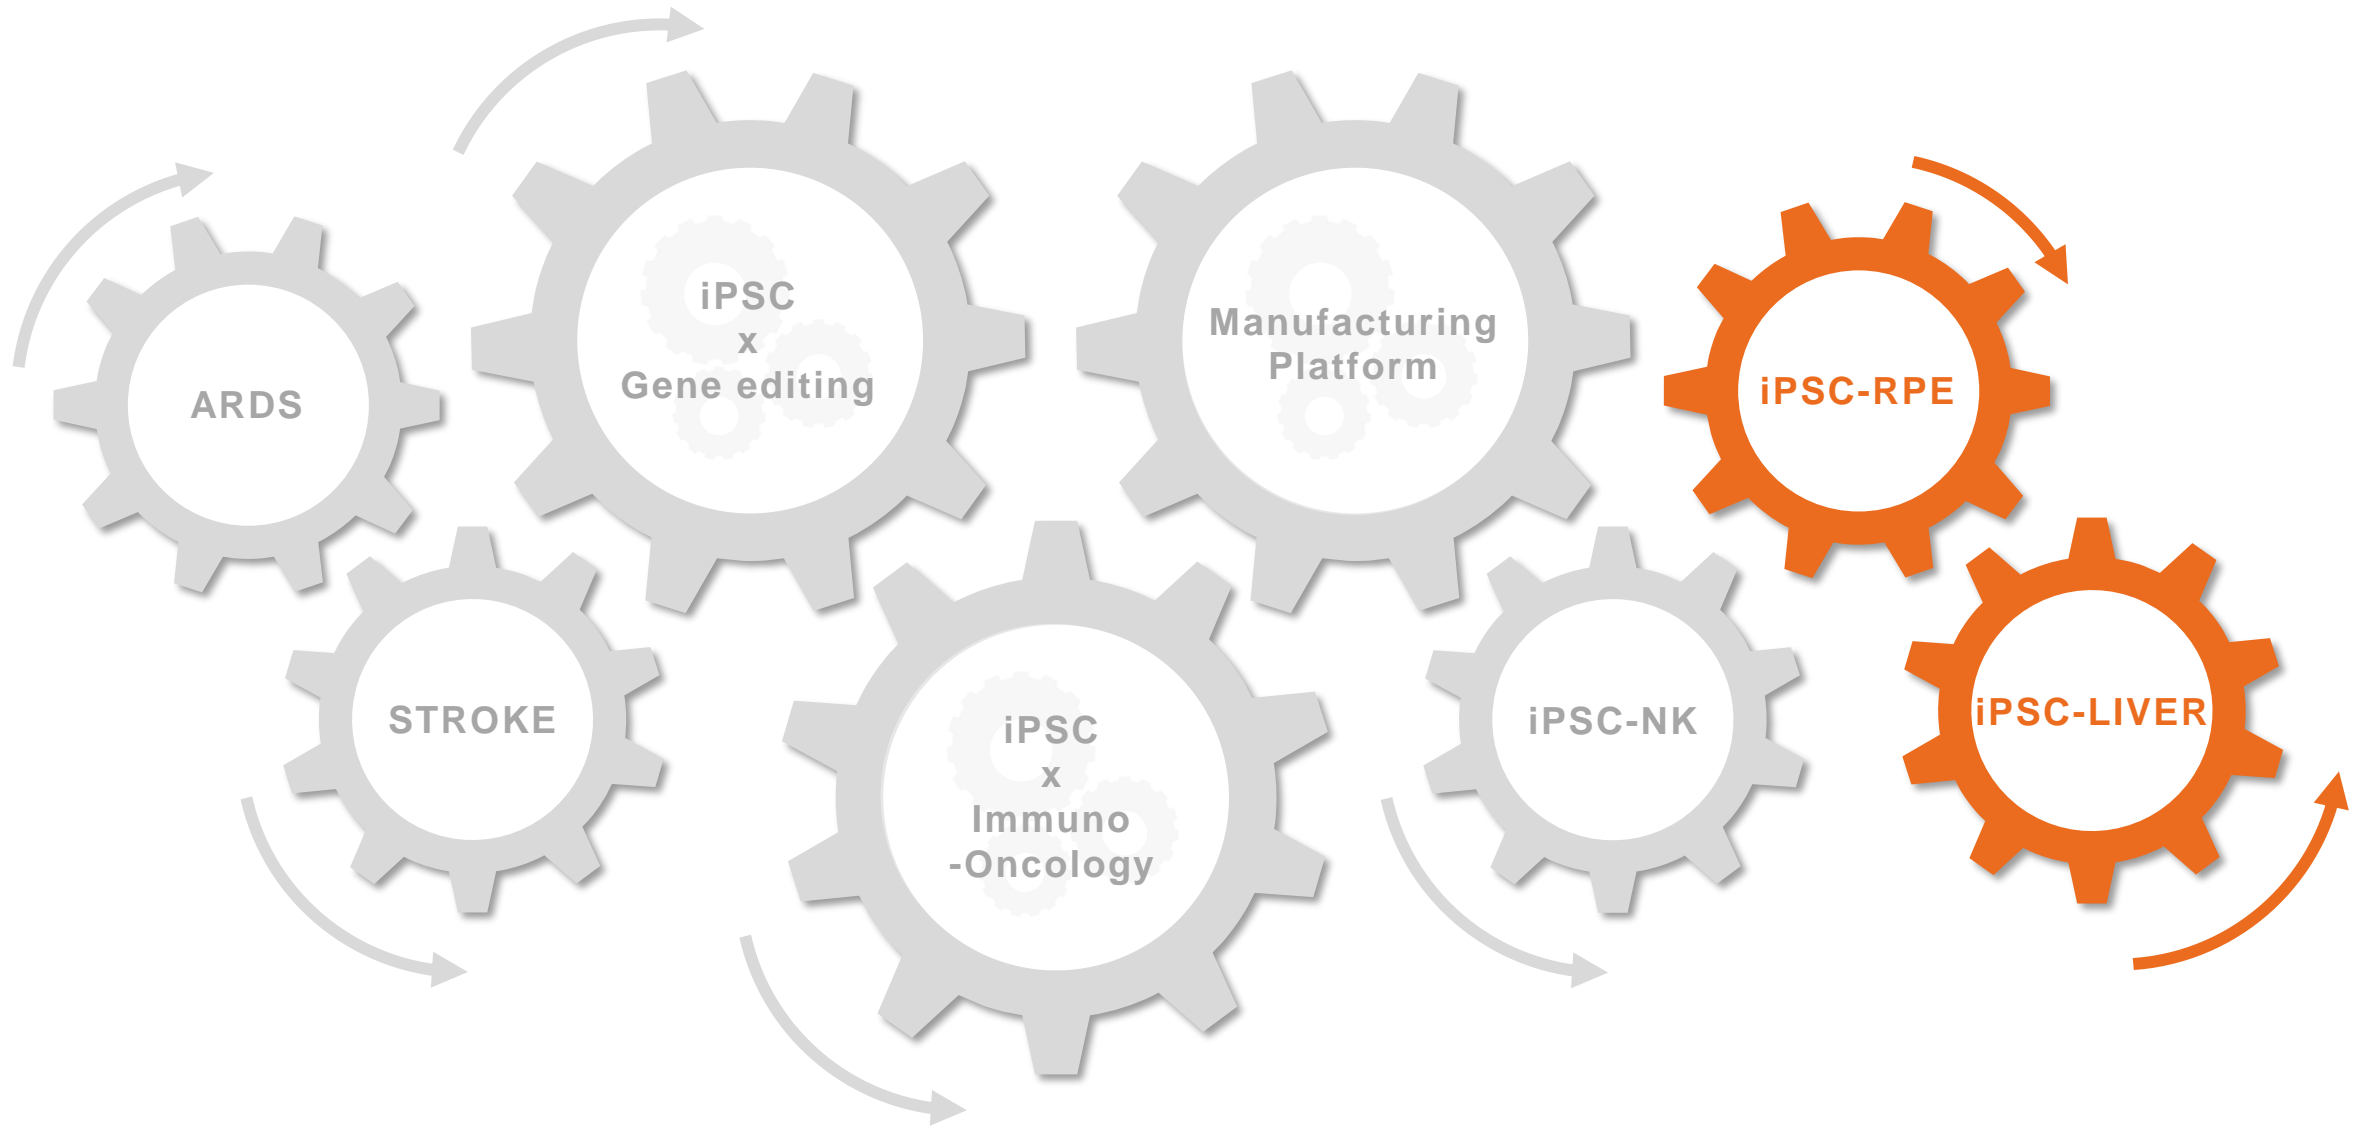 ARDS
iPSC
x
Gene editing
Manufacturing
Platform
iPSC-RPE
STROKE
iPSC
x
Immuno
-Oncology
iPSC-NK
iPSC-LIVER